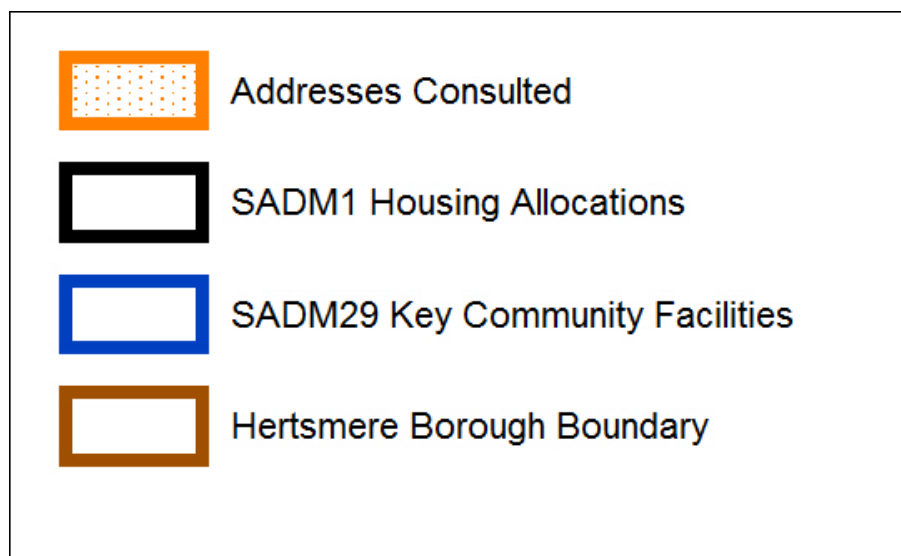 Addresses Consulted
SADM1 Housing Allocations
SADM29 Key Community Facilities
Hertsmere Borough Boundary